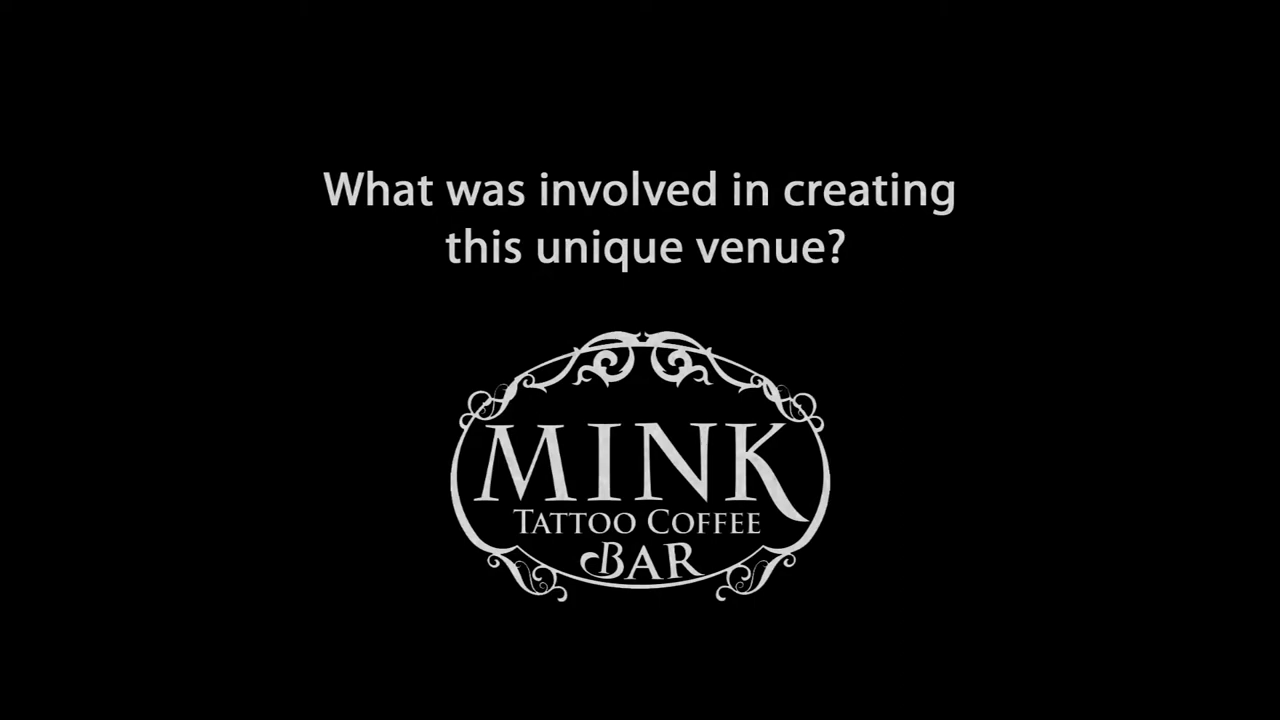 What was involved in creating
this unique venue?
MINK
TATTOO COFFEE
BAR